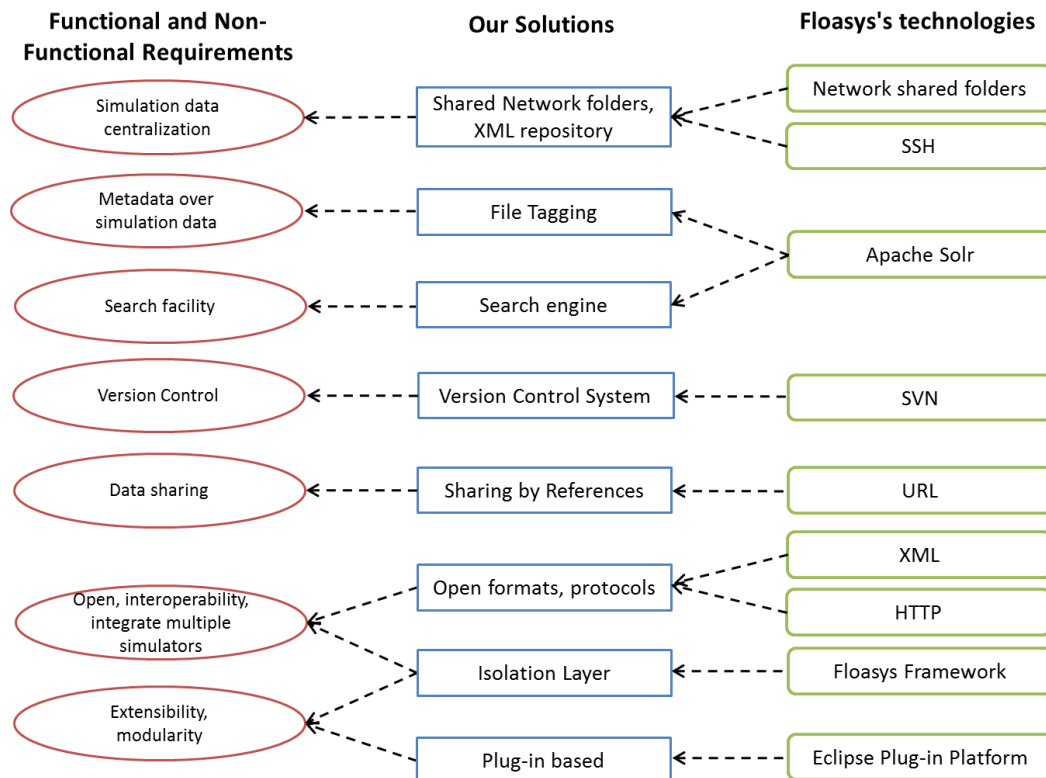 Functional and Non-
Functional Requirements
Our Solutions
Floasys's technologies
Simulation data
centralization
Shared Network folders,
XML repository
Network shared folders
SSH
Metadata over
simulation data
File Tagging
Apache Solr
Search facility
Search engine
Version Control
Version Control System
SVN
Data sharing
Sharing by References
URL
Open, interoperability,
integrate multiple
simulators
Open formats, protocols
XML
HTTP
Isolation Layer
Floasys Framework
Extensibility,
modularity
Plug-in based
Eclipse Plug-in Platform